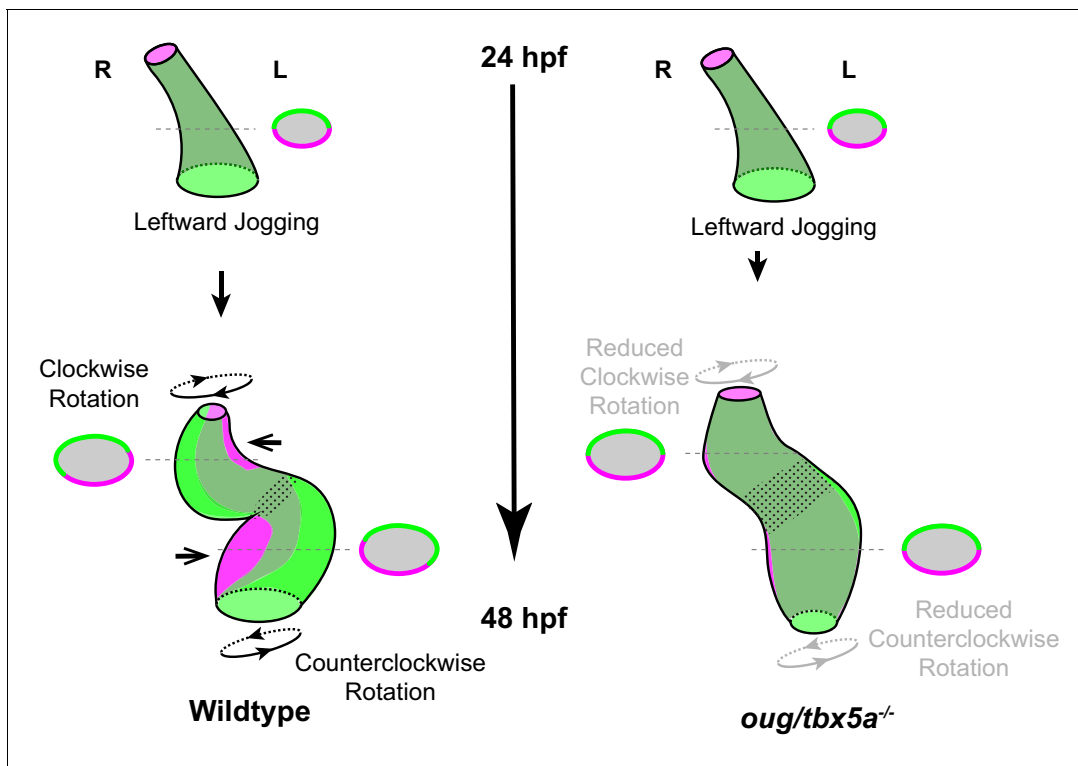 R
L
24 hpf
R
L
Leftward Jogging
Leftward Jogging
Clockwise
Rotation
Reduced
Clockwise
Rotation
48 hpf
Counterclockwise
Rotation
Reduced
Counterclockwise
Rotation
Wildtype
oug/tbx5a-/-